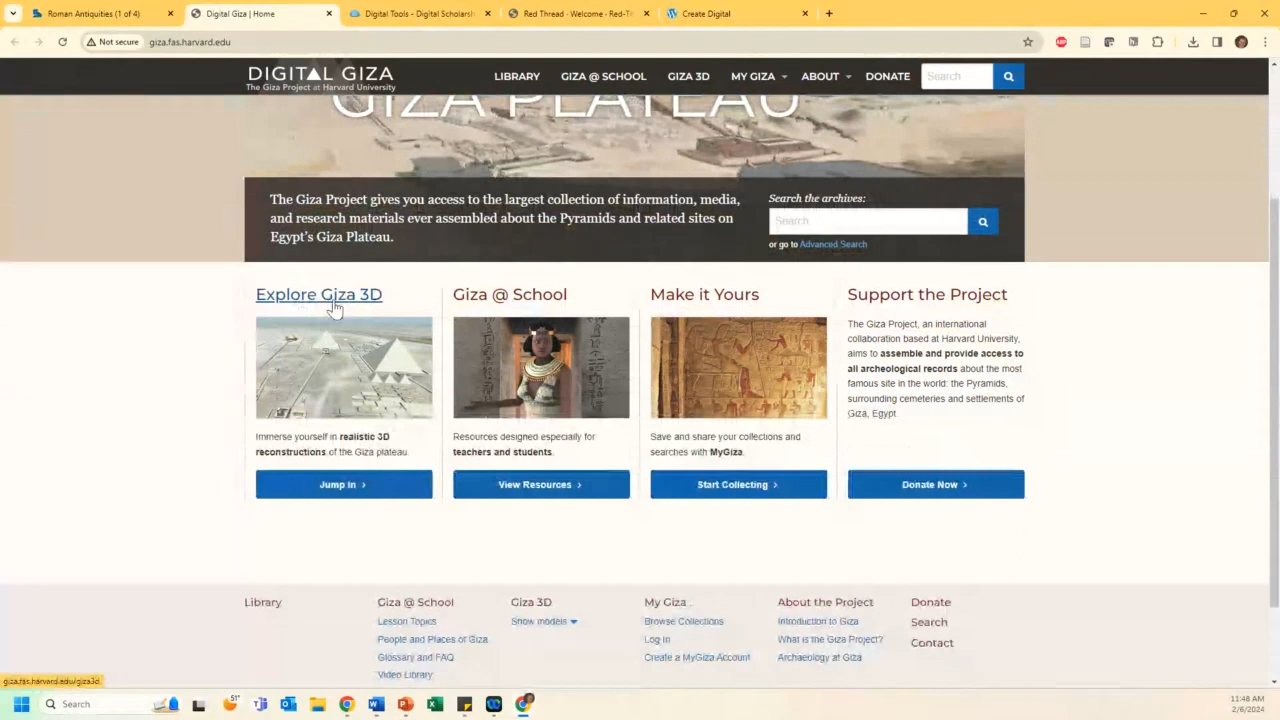 Roman Antiquities (1 of 4)
Digital Giza | Home
Digital Tools - Digital Scholarsh
Red Thread - Welcome - Red-Th
Create Digital
Not secure
giza.fas.harvard.edu
DIGITAL GIZA
The Giza Project at Harvard University
LIBRARY
GIZA @ SCHOOL
GIZA 3D
MY GIZA
ABOUT
DONATE
Search
GIZA PLATEAU
The Giza Project gives you access to the largest collection of information, media,
and research materials ever assembled about the Pyramids and related sites on
Egypt's Giza Plateau.
Search the archives:
Search
or go to Advanced Search
Explore Giza 3D
Immerse yourself in realistic 3D
reconstructions of the Giza plateau.
Jump In ›
Giza @ School
Resources designed especially for
teachers and students.
View Resources ›
Make it Yours
Save and share your collections and
searches with MyGiza.
Start Collecting ›
Support the Project
The Giza Project, an international
collaboration based at Harvard University,
aims to assemble and provide access to
all archeological records about the most
famous site in the world: the Pyramids,
surrounding cemeteries and settlements of
Giza, Egypt.
Donate Now ›
Library
Giza @ School
Lesson Topics
People and Places of Giza
Glossary and FAQ
Video Library
Giza 3D
Show models
My Giza
Browse Collections
Log In
Create a MyGiza Account
About the Project
Introduction to Giza
What is the Giza Project?
Archaeology at Giza
Donate
Search
Contact
giza.fas.harvard.edu/giza3d
Search
51°
11:48 AM
2/6/2024